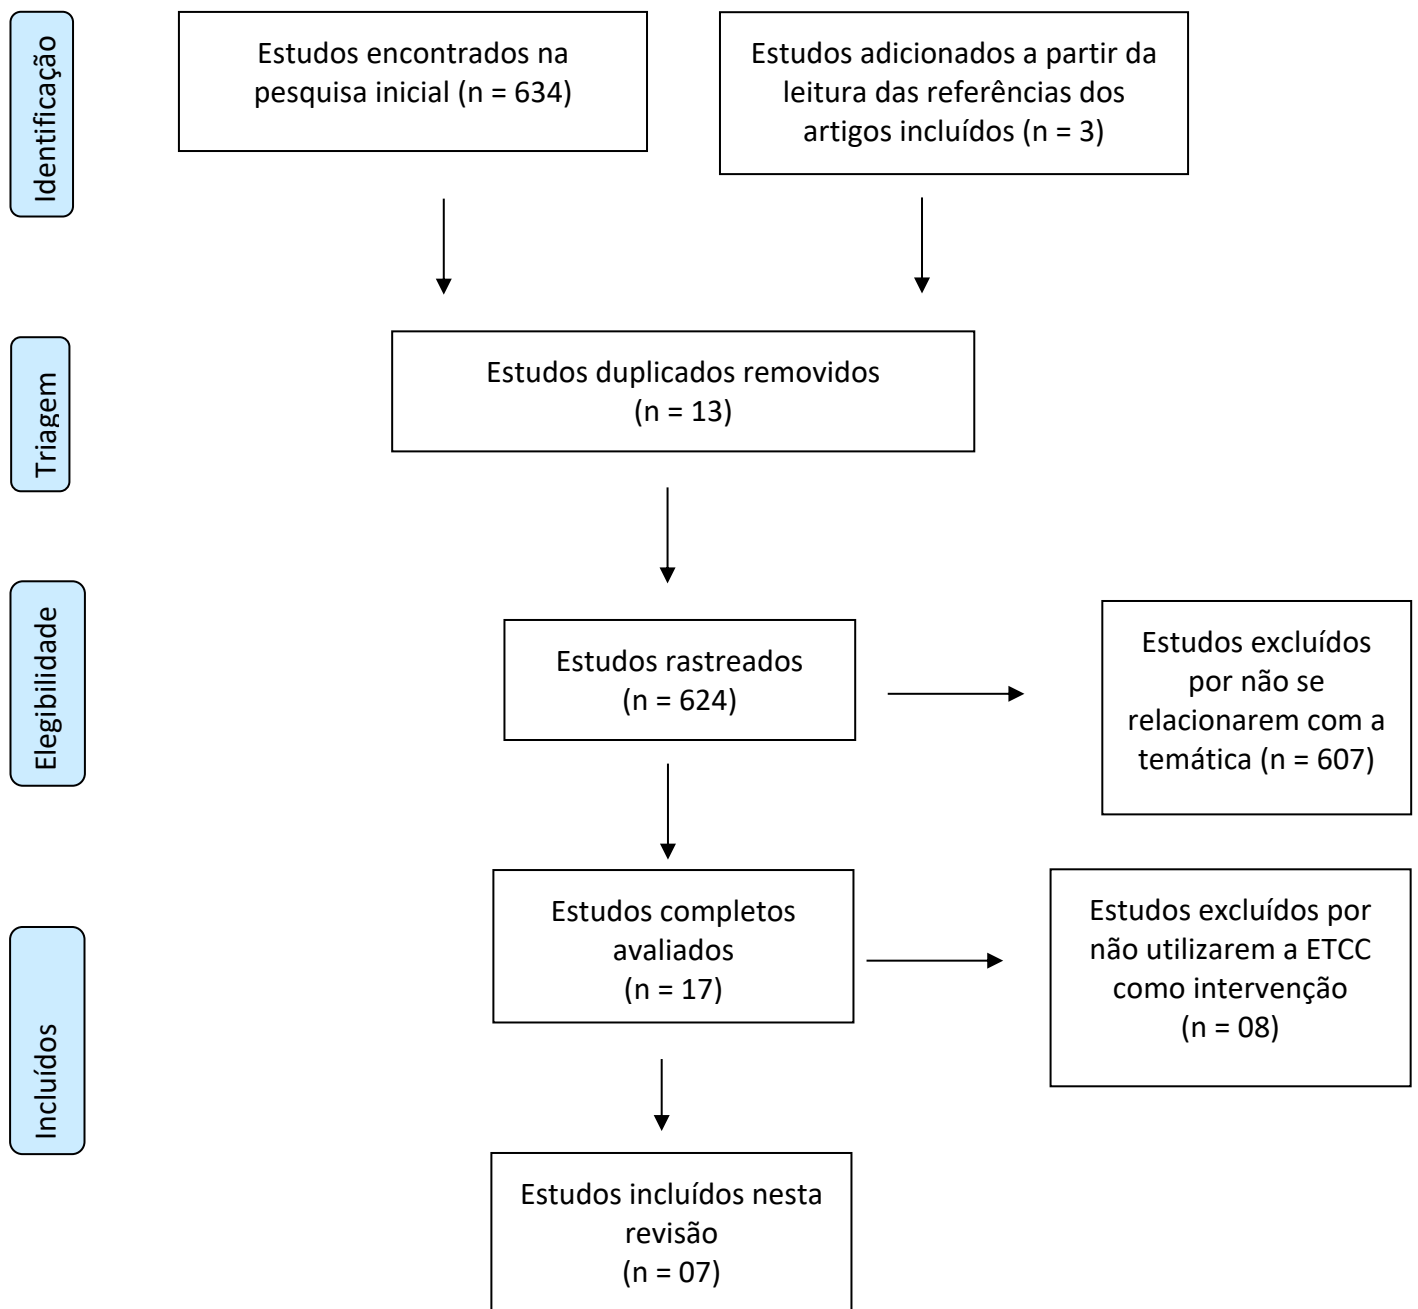 Identificação
Estudos encontrados na
pesquisa inicial (n = 634)
Estudos adicionados a partir da
leitura das referências dos
artigos incluídos (n = 3)
Triagem
Estudos duplicados removidos
(n = 13)
Elegibilidade
Estudos rastreados
(n = 624)
Estudos excluídos
por não se
relacionarem com a
temática (n = 607)
Incluídos
Estudos completos
avaliados
(n = 17)
Estudos excluídos por
não utilizarem a ETCC
como intervenção
(n = 08)
Estudos incluídos nesta
revisão
(n = 07)